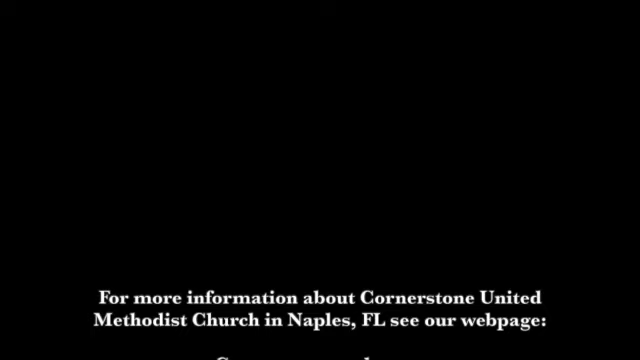 For more information about Cornerstone United
Methodist Church in Naples, FL see our webpage: